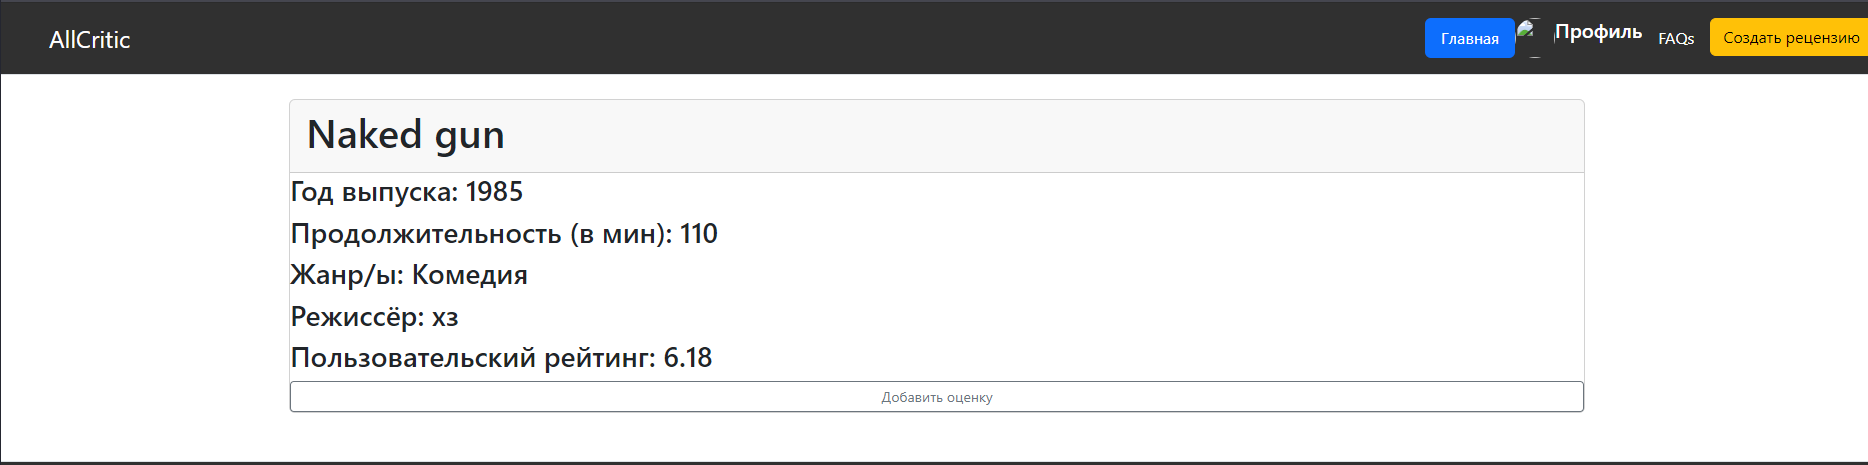 AllCritic
Главная
Профиль
FAQs
Создать рецензию
Naked gun
Год выпуска: 1985
Продолжительность (в мин): 110
Жанр/ы: Комедия
Режиссёр: хз
Пользовательский рейтинг: 6.18
Добавить оценку